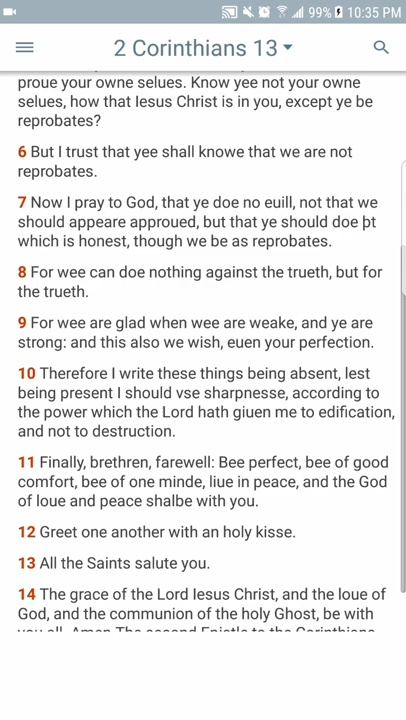 99% 10:35 PM
2 Corinthians 13
proue your owne selues. Know yee not your owne
selues, how that Iesus Christ is in you, except ye be
reprobates?
6 But I trust that yee shall knowe that we are not
reprobates.
7 Now I pray to God, that ye doe no euill, not that we
should appeare approued, but that ye should doe þt
which is honest, though we be as reprobates.
8 For wee can doe nothing against the trueth, but for
the trueth.
9 For wee are glad when wee are weake, and ye are
strong: and this also we wish, euen your perfection.
10 Therefore I write these things being absent, lest
being present I should vse sharpnesse, according to
the power which the Lord hath giuen me to edification,
and not to destruction.
11 Finally, brethren, farewell: Bee perfect, bee of good
comfort, bee of one minde, liue in peace, and the God
of loue and peace shalbe with you.
12 Greet one another with an holy kisse.
13 All the Saints salute you.
14 The grace of the Lord Iesus Christ, and the loue of
God, and the communion of the holy Ghost, be with
you all. Amen The second Epistle to the Corinthians